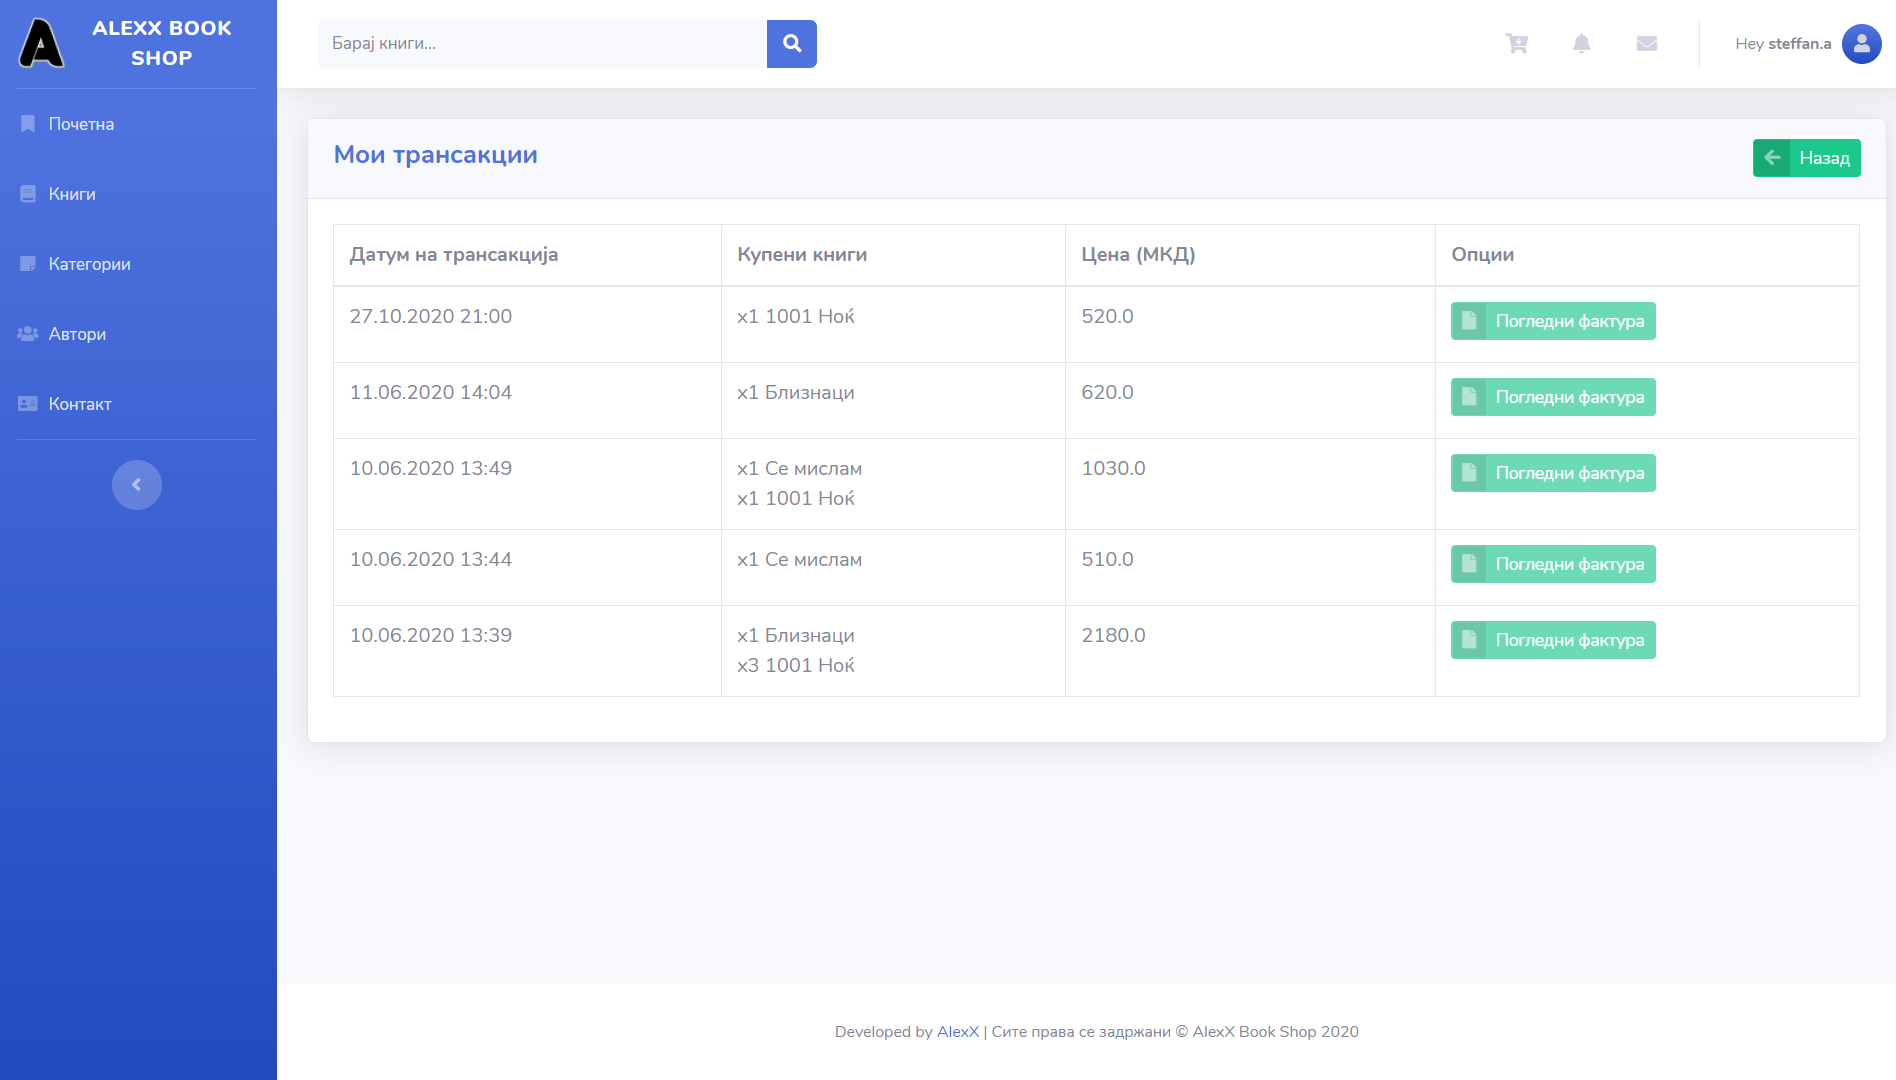 ALEXX BOOK
SHOP
Барај книги...
Hey steffan.a
Почетна
Книги
Категории
Автори
Контакт
Мои трансакции
Назад
Датум на трансакција Купени книги Цена (МКД) Опции
27.10.2020 21:00 x1 1001 Ноќ 520.0 Погледни фактура
11.06.2020 14:04 x1 Близнаци 620.0 Погледни фактура
10.06.2020 13:49 x1 Се мислам 1030.0 Погледни фактура
x1 1001 Ноќ
10.06.2020 13:44 x1 Се мислам 510.0 Погледни фактура
10.06.2020 13:39 x1 Близнаци 2180.0 Погледни фактура
x3 1001 Ноќ
Developed by AlexX | Сите права се задржани © AlexX Book Shop 2020